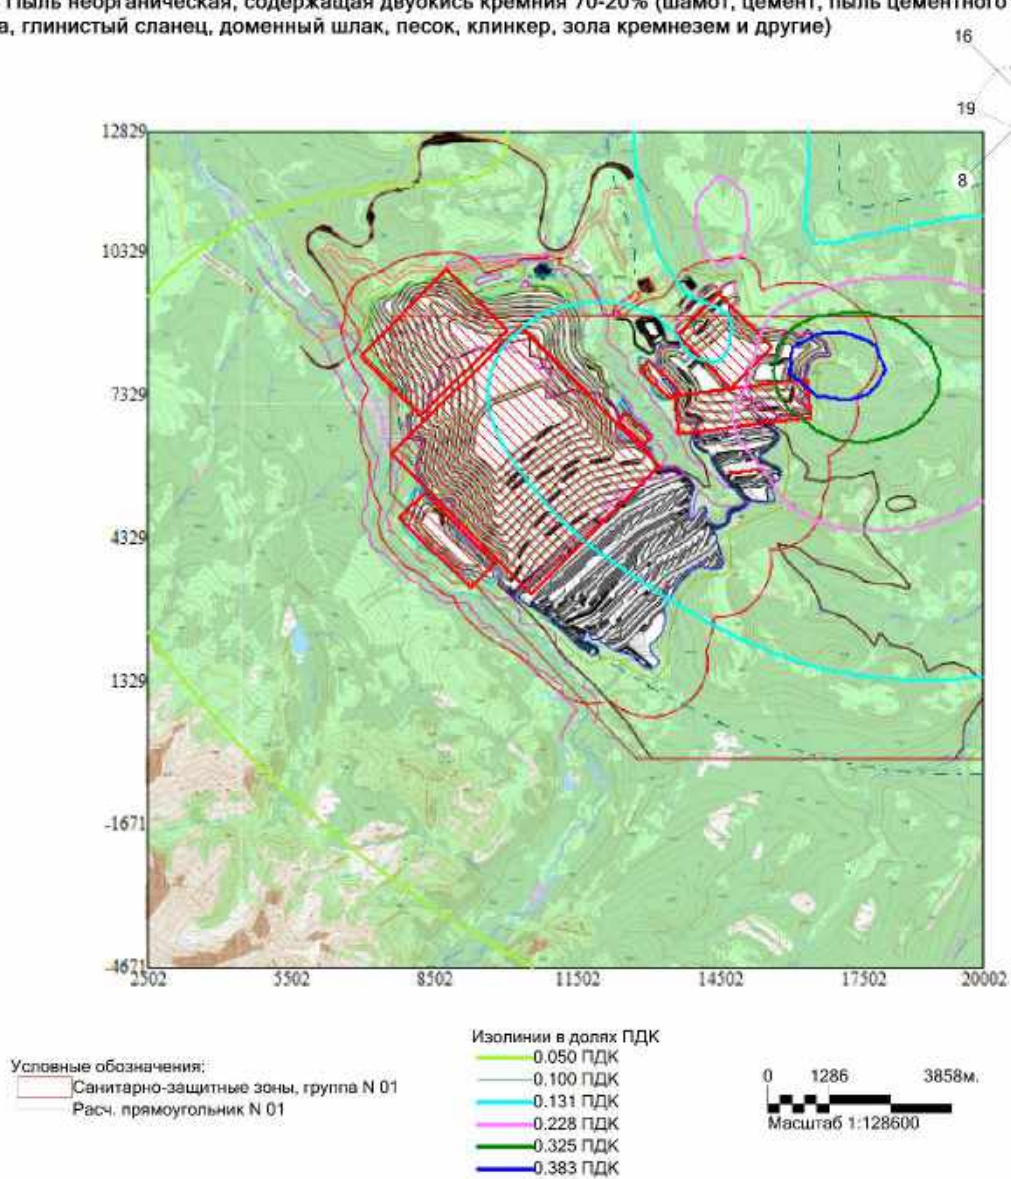 Пыль неорганическая, содержащая двуокись кремния 70-20% (шамот, цемент, пыль цементного
а, глинистый сланец, доменный шлак, песок, клинкер, зола кремнезем и другие)
16
19
8
12829
10329
7329
4329
1329
-1671
-4671
2502
5502
8502
11502
14502
17502
20002
Условные обозначения:
Санитарно-защитные зоны, группа N 01
Расч. прямоугольник N 01
Изолинии в долях ПДК
0.050 ПДК
0.100 ПДК
0.131 ПДК
0.228 ПДК
0.325 ПДК
0.383 ПДК
0 1286 3858м.
Масштаб 1:128600